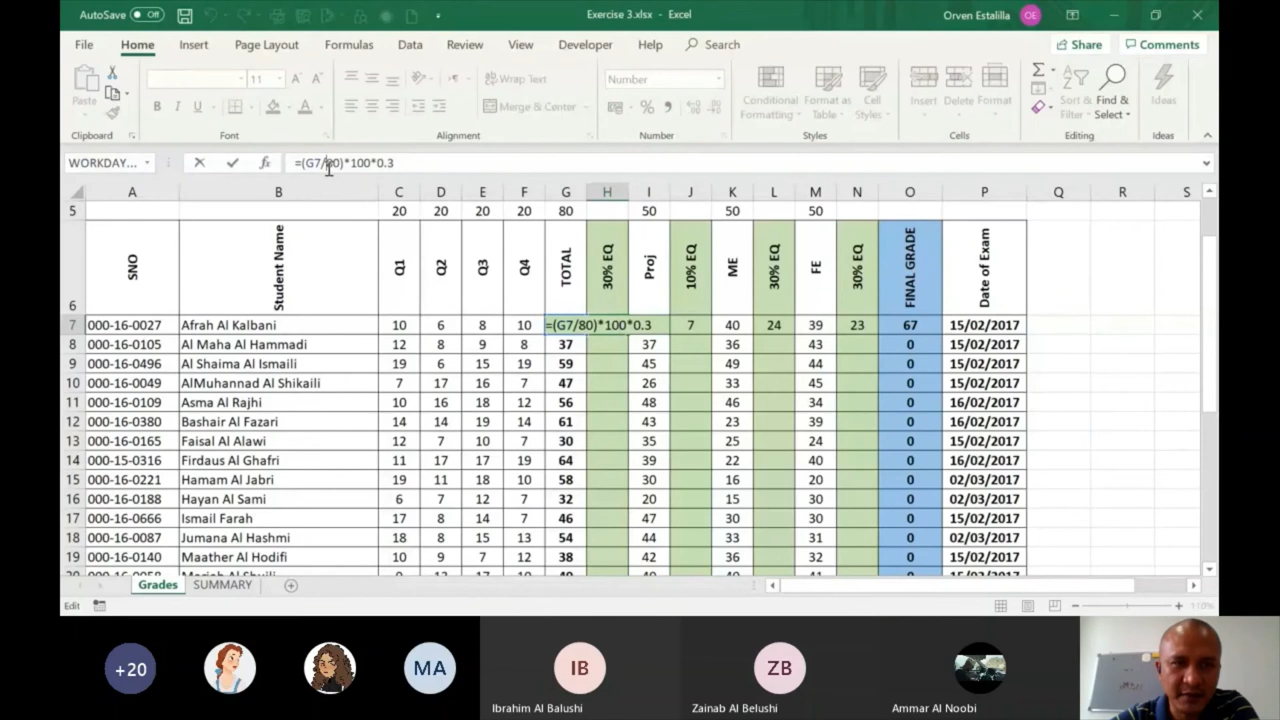 AutoSave Off Exercise 3.xlsx - Excel Orven Estalilla OE
File Home Insert Page Layout Formulas Data Review View Developer Help Search Share Comments
Paste 11 Wrap Text Merge & Center Number Conditional Formatting Format as Table Cell Styles Insert Delete Format Sort & Filter Find & Select Ideas
Clipboard Font Alignment Number Styles Cells Editing Ideas
WORKDAY... fx =(G7/80)*100*0.3
A B C D E F G H I J K L M N O P Q R S
5 20 20 20 20 80 50 50 50
6 SNO Student Name Q1 Q2 Q3 Q4 TOTAL 30% EQ Proj 10% EQ ME 30% EQ FE 30% EQ FINAL GRADE Date of Exam
7 000-16-0027 Afrah Al Kalbani 10 6 8 10 =(G7/80)*100*0.3 7 40 24 39 23 67 15/02/2017
8 000-16-0105 Al Maha Al Hammadi 12 8 9 8 37 37 36 43 0 15/02/2017
9 000-16-0496 Al Shaima Al Ismaili 19 6 15 19 59 45 49 44 0 15/02/2017
10 000-16-0049 AlMuhannad Al Shikaili 7 17 16 7 47 26 33 45 0 15/02/2017
11 000-16-0109 Asma Al Rajhi 10 16 18 12 56 48 46 34 0 16/02/2017
12 000-16-0380 Bashair Al Fazari 14 14 19 14 61 43 23 39 0 16/02/2017
13 000-16-0165 Faisal Al Alawi 12 7 10 7 30 35 25 24 0 15/02/2017
14 000-15-0316 Firdaus Al Ghafri 11 17 17 19 64 39 22 40 0 16/02/2017
15 000-16-0221 Hamam Al Jabri 19 11 18 10 58 30 16 20 0 02/03/2017
16 000-16-0188 Hayan Al Sami 6 7 12 7 32 20 15 30 0 02/03/2017
17 000-16-0666 Ismail Farah 17 8 14 7 46 47 30 30 0 15/02/2017
18 000-16-0087 Jumana Al Hashmi 18 8 15 13 54 44 33 31 0 02/03/2017
19 000-16-0140 Maather Al Hodifi 10 9 7 12 38 42 36 32 0 15/02/2017
Grades SUMMARY
Edit 110%
+20 MA IB ZB
Ibrahim Al Balushi Zainab Al Belushi Ammar Al Noobi